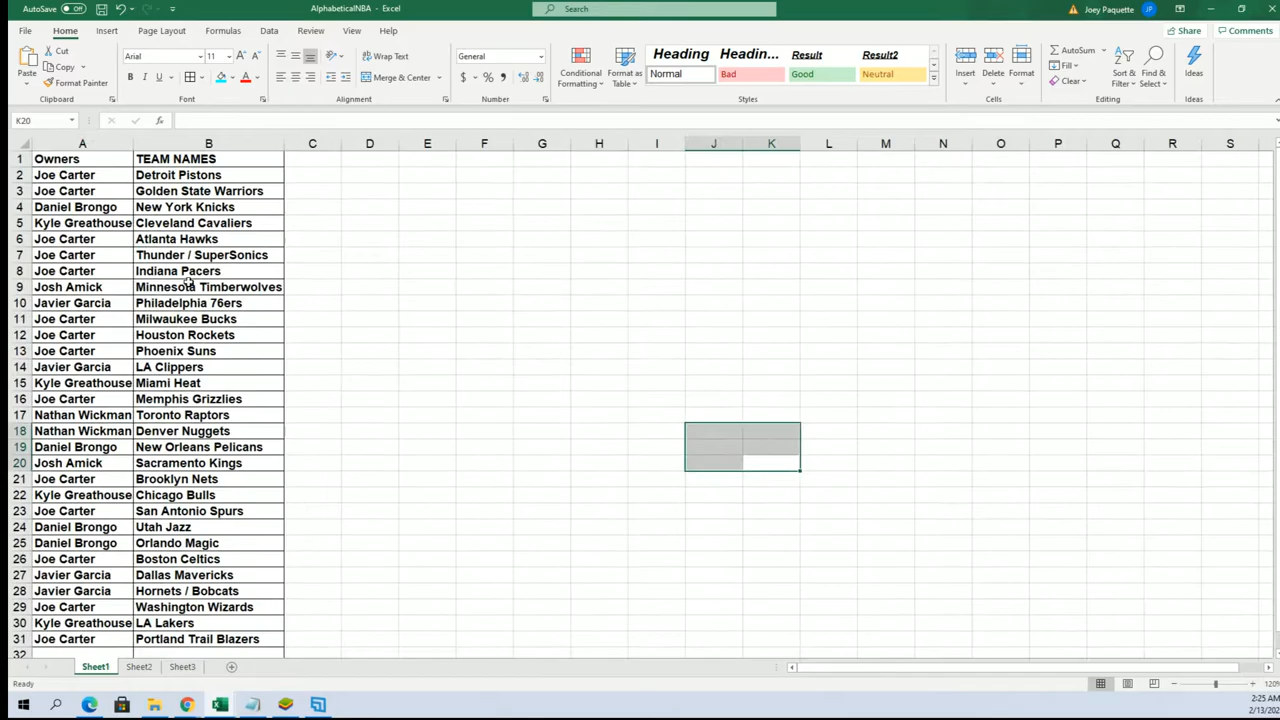 AutoSave Off AlphabeticalNBA - Excel Search Joey Paquette JP
File Home Insert Page Layout Formulas Data Review View Help Share Comments
Paste Cut Copy Format Painter Clipboard
Arial 11 B I U A Font
Wrap Text Merge & Center Alignment
General $ % Number
Conditional Formatting Format as Table
Heading Headin... Result Result2
Normal Bad Good Neutral
Styles
Insert Delete Format Cells
AutoSum Fill Clear Sort & Filter Find & Select Editing
Ideas Ideas
K20 fx
A B C D E F G H I J K L M N O P Q R S
1 Owners TEAM NAMES
2 Joe Carter Detroit Pistons
3 Joe Carter Golden State Warriors
4 Daniel Brongo New York Knicks
5 Kyle Greathouse Cleveland Cavaliers
6 Joe Carter Atlanta Hawks
7 Joe Carter Thunder / SuperSonics
8 Joe Carter Indiana Pacers
9 Josh Amick Minnesota Timberwolves
10 Javier Garcia Philadelphia 76ers
11 Joe Carter Milwaukee Bucks
12 Joe Carter Houston Rockets
13 Joe Carter Phoenix Suns
14 Javier Garcia LA Clippers
15 Kyle Greathouse Miami Heat
16 Joe Carter Memphis Grizzlies
17 Nathan Wickman Toronto Raptors
18 Nathan Wickman Denver Nuggets
19 Daniel Brongo New Orleans Pelicans
20 Josh Amick Sacramento Kings
21 Joe Carter Brooklyn Nets
22 Kyle Greathouse Chicago Bulls
23 Joe Carter San Antonio Spurs
24 Daniel Brongo Utah Jazz
25 Daniel Brongo Orlando Magic
26 Joe Carter Boston Celtics
27 Javier Garcia Dallas Mavericks
28 Javier Garcia Hornets / Bobcats
29 Joe Carter Washington Wizards
30 Kyle Greathouse LA Lakers
31 Joe Carter Portland Trail Blazers
32
Sheet1 Sheet2 Sheet3
Ready 120%
2:25 AM
2/13/202